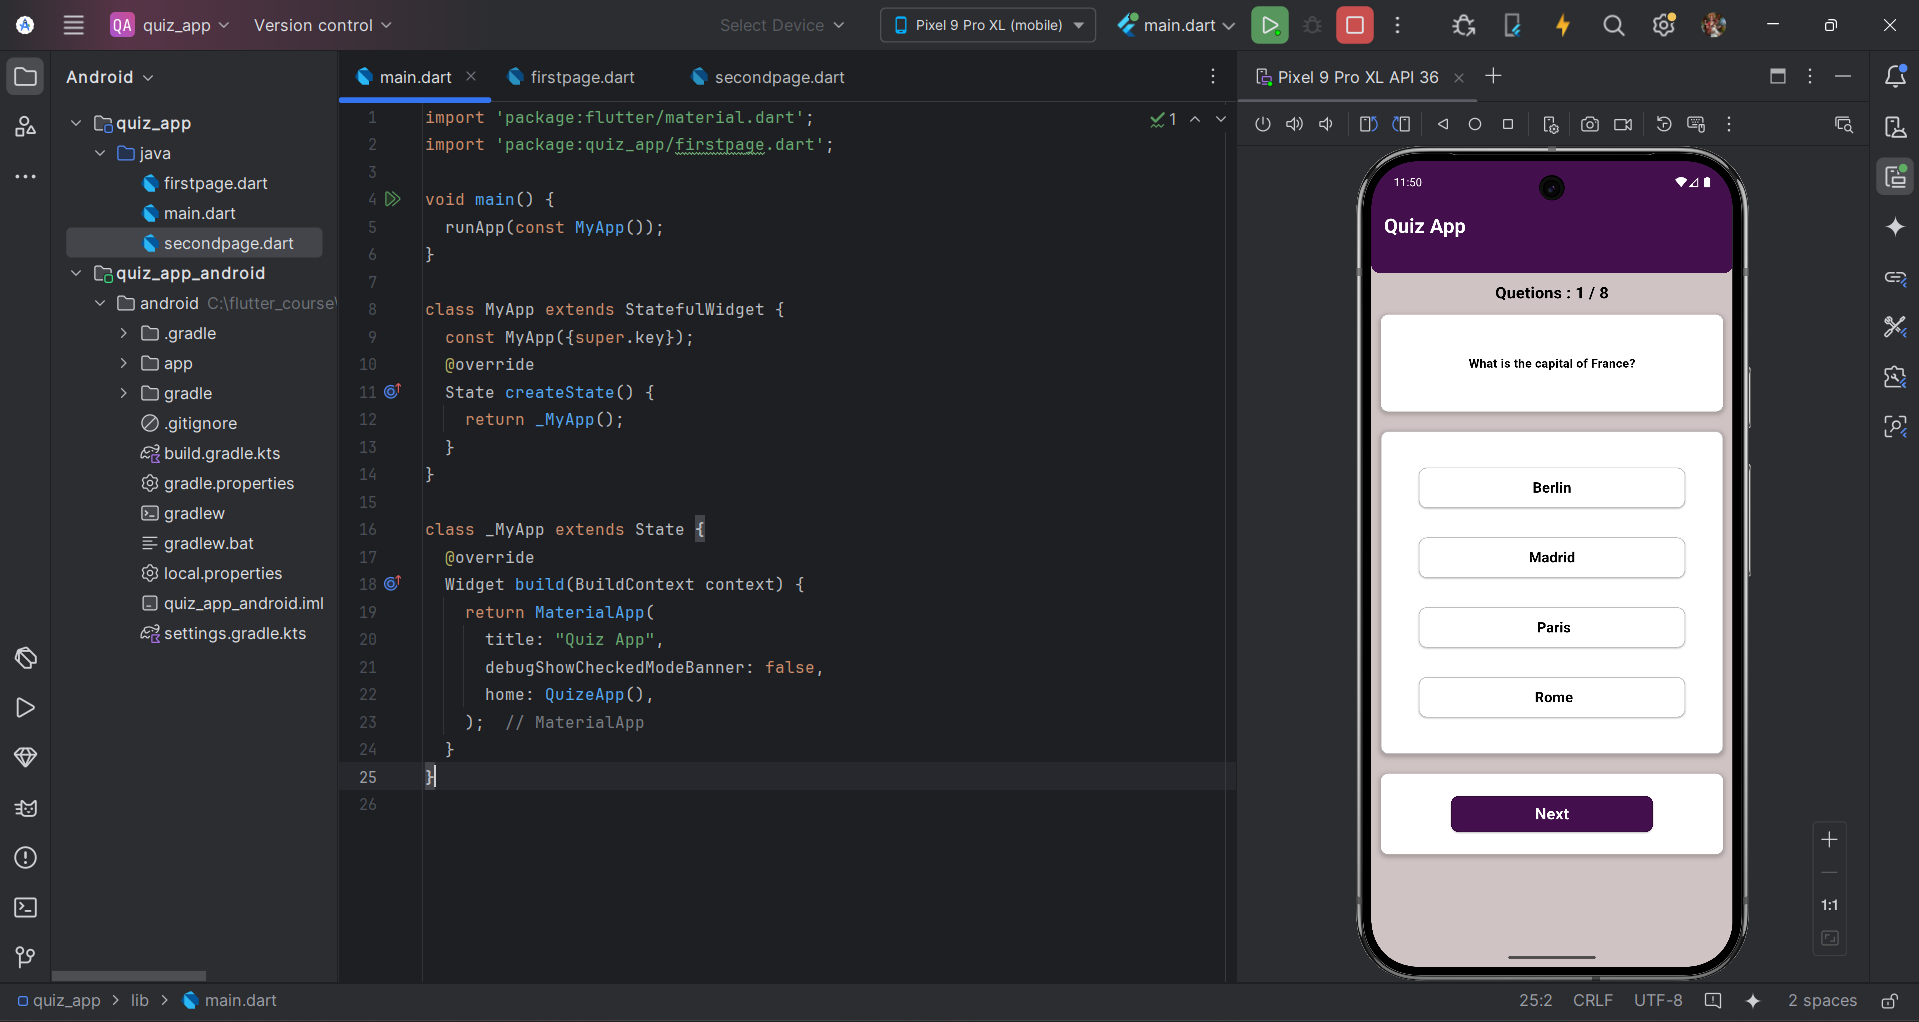 QA quiz_app Version control Select Device Pixel 9 Pro XL (mobile) main.dart
Android
quiz_app
java
firstpage.dart
main.dart
secondpage.dart
quiz_app_android
android C:\flutter_course\
.gradle
app
gradle
.gitignore
build.gradle.kts
gradle.properties
gradlew
gradlew.bat
local.properties
quiz_app_android.iml
settings.gradle.kts
main.dart firstpage.dart secondpage.dart
1
1 import 'package:flutter/material.dart';
2 import 'package:quiz_app/firstpage.dart';
3
4 void main() {
5 runApp(const MyApp());
6 }
7
8 class MyApp extends StatefulWidget {
9 const MyApp({super.key});
10 @override
11 State createState() {
12 return _MyApp();
13 }
14 }
15
16 class _MyApp extends State {
17 @override
18 Widget build(BuildContext context) {
19 return MaterialApp(
20 title: "Quiz App",
21 debugShowCheckedModeBanner: false,
22 home: QuizeApp(),
23 ); // MaterialApp
24 }
25 }
26
Pixel 9 Pro XL API 36
11:50
Quiz App
Quetions : 1 / 8
What is the capital of France?
Berlin
Madrid
Paris
Rome
Next
1:1
quiz_app > lib > main.dart
25:2 CRLF UTF-8 2 spaces